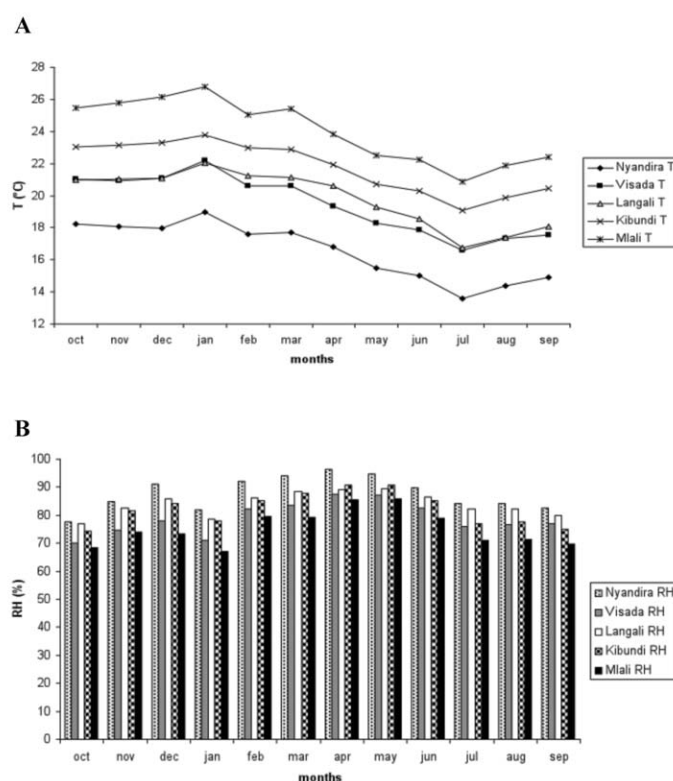 A
28
26
24
22
20
18
16
14
12
T (°C)
oct nov dec jan feb mar apr may jun jul aug sep
months
Nyandira T
Visada T
Langali T
Kibundi T
Mlali T
B
100
90
80
70
60
50
40
30
20
10
0
RH (%)
oct nov dec jan feb mar apr may jun jul aug sep
months
Nyandira RH
Visada RH
Langali RH
Kibundi RH
Mlali RH